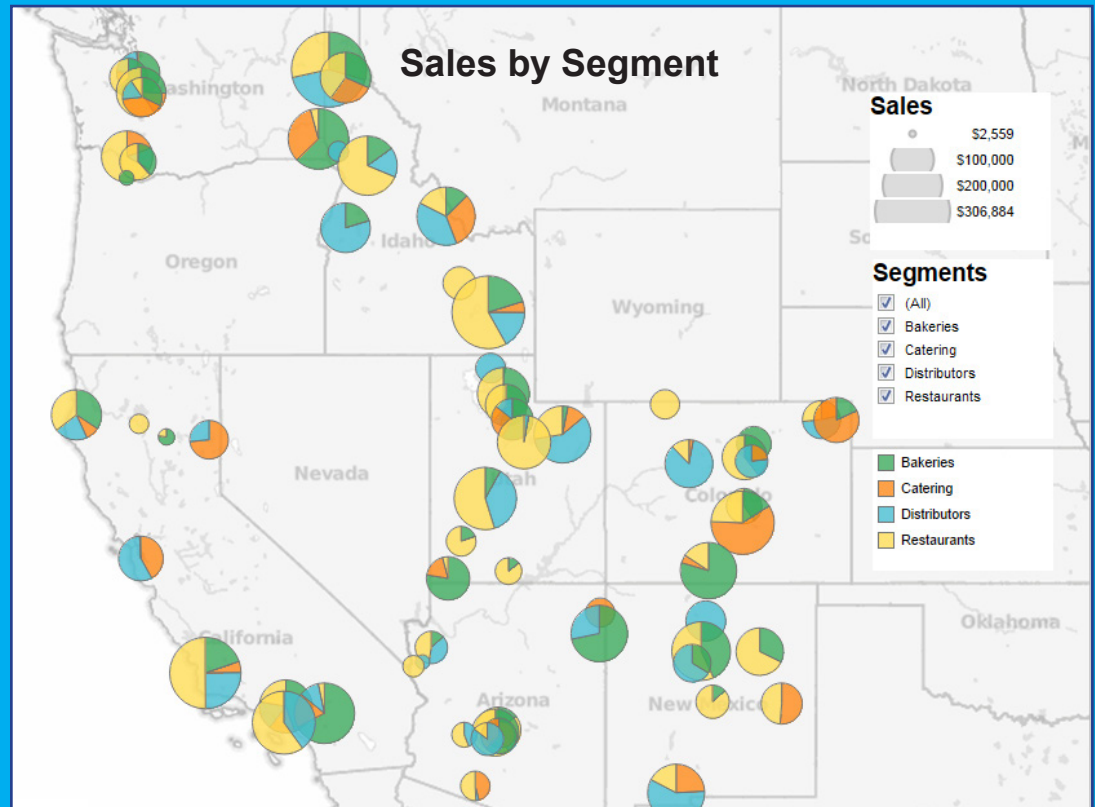 Sales by Segment
Washington
Montana
North Dakota
Oregon
Idaho
Wyoming
Nevada
Utah
Colorado
California
Arizona
New Mexico
Oklahoma
Sales
$2,559
$100,000
$200,000
$306,884
Segments
(All)
Bakeries
Catering
Distributors
Restaurants
Bakeries
Catering
Distributors
Restaurants